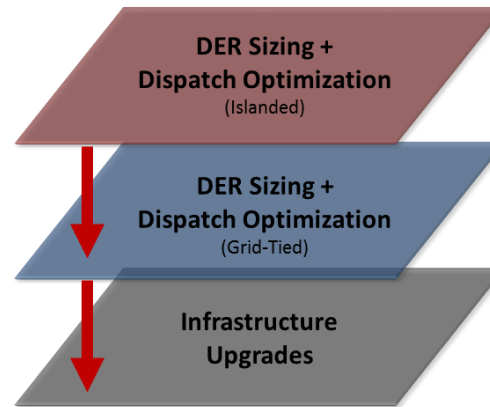 DER Sizing +
Dispatch Optimization
(Islanded)
DER Sizing +
Dispatch Optimization
(Grid-Tied)
Infrastructure
Upgrades